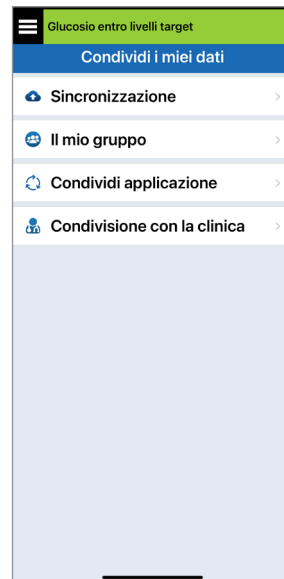 Glucosio entro livelli target
Condividi i miei dati
Sincronizzazione
Il mio gruppo
Condividi applicazione
Condivisione con la clinica